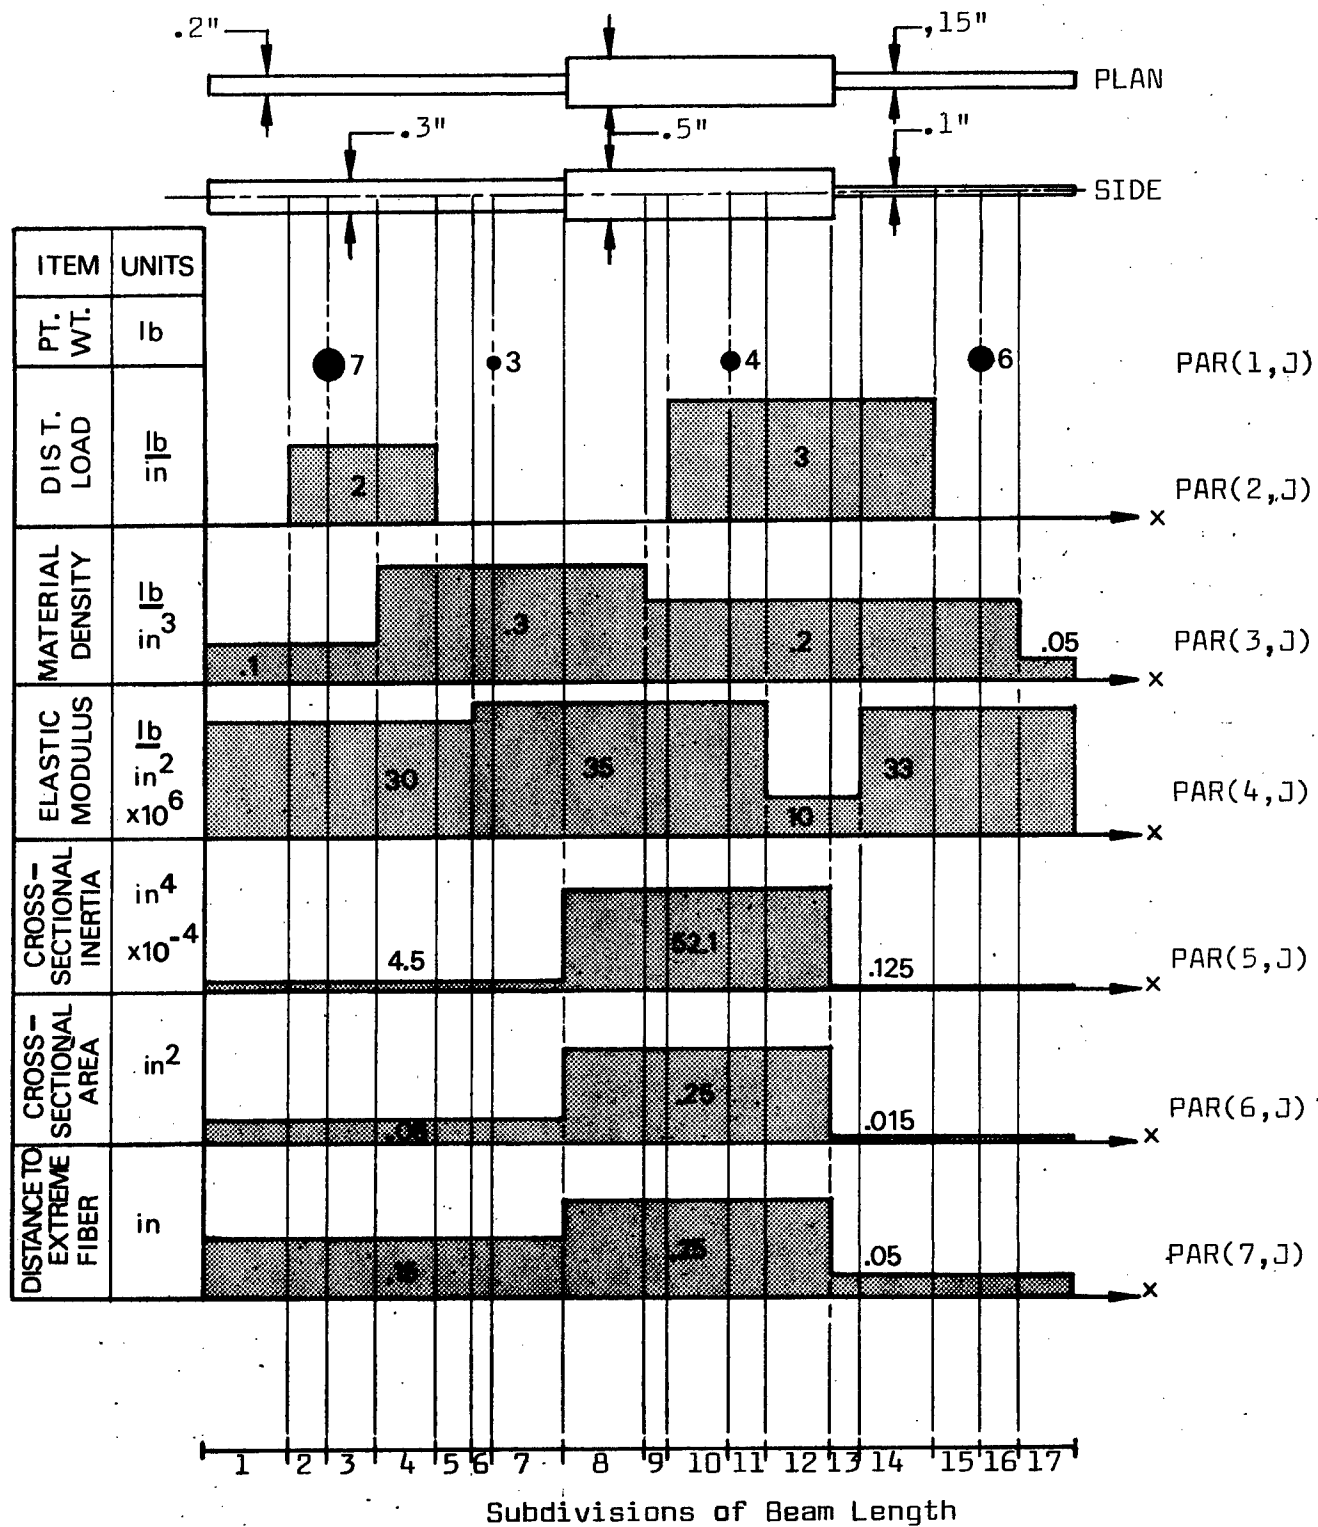 .2"
,15"
PLAN
.3"
.5"
.1"
SIDE
ITEM UNITS
PT. WT. lb
7 3 4 6
PAR(1,J)
DIST. LOAD lb in
2 3
PAR(2,J)
x
MATERIAL DENSITY lb in3
.1 .3 .2 .05
PAR(3,J)
x
ELASTIC MODULUS lb in2 x106
30 35 10 33
PAR(4,J)
x
CROSS- SECTIONAL INERTIA in4 x10-4
4.5 52.1 .125
PAR(5,J)
x
CROSS- SECTIONAL AREA in2
.06 .25 .015
PAR(6,J)
x
DISTANCE TO EXTREME FIBER in
.15 .25 .05
PAR(7,J)
x
1 2 3 4 5 6 7 8 9 10 11 12 13 14 15 16 17
Subdivisions of Beam Length